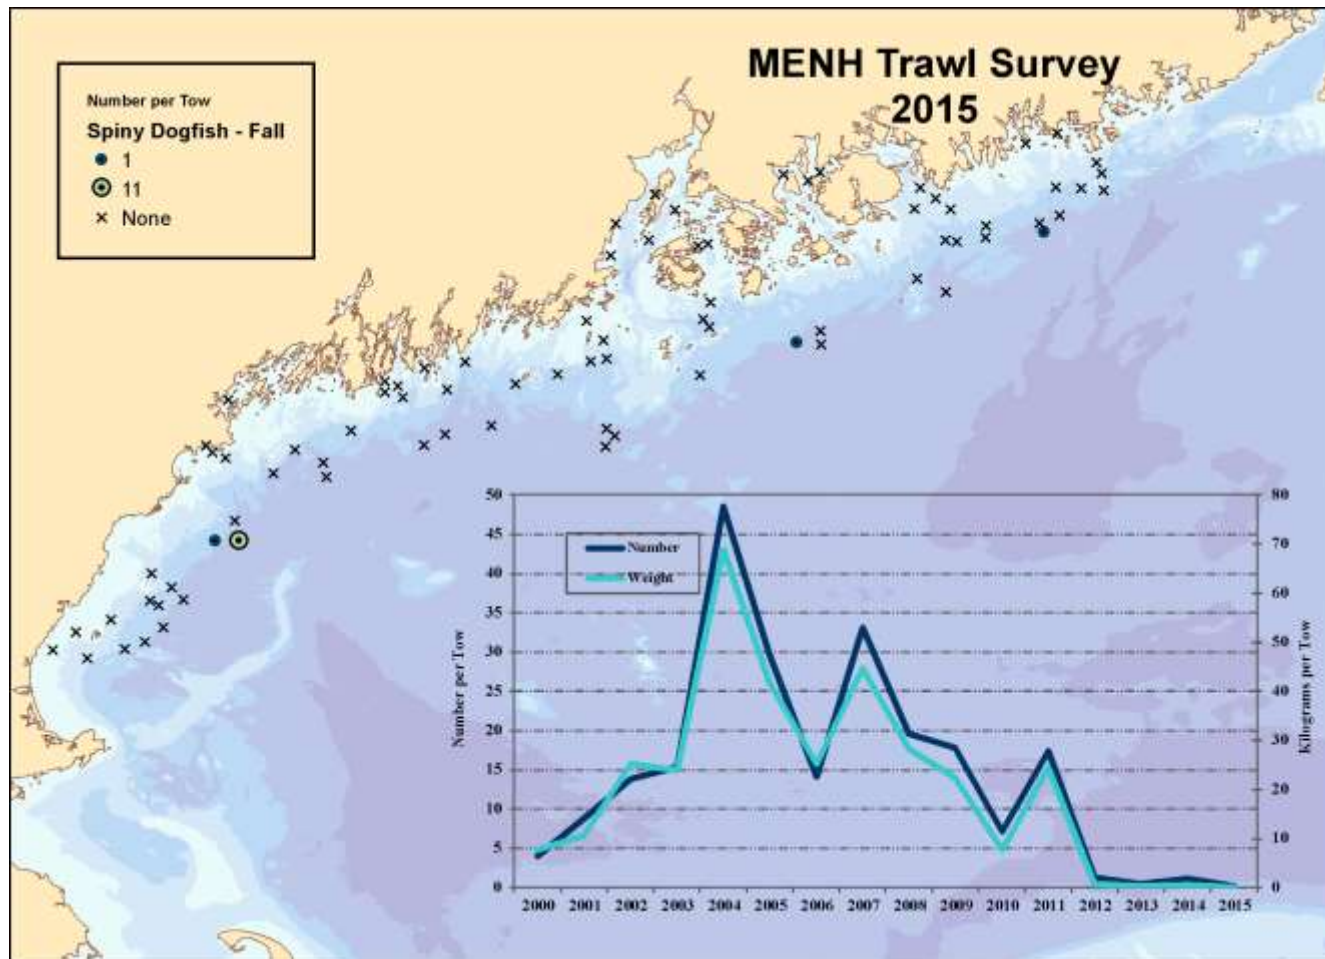 MENH Trawl Survey
2015
Number per Tow
Spiny Dogfish - Fall
1
11
None
50
45
40
35
30
25
20
15
10
5
0
Number per Tow
Number
Weight
80
70
60
50
40
30
20
10
0
Kilograms per Tow
2000 2001 2002 2003 2004 2005 2006 2007 2008 2009 2010 2011 2012 2013 2014 2015